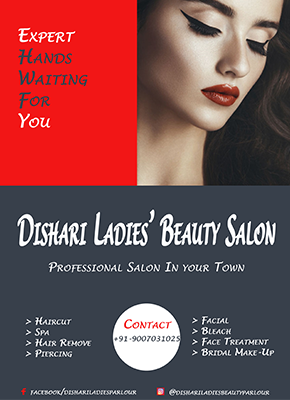 Expert
Hands
Waiting
For
You
Dishari Ladies' Beauty Salon
Professional Salon In your Town
> Haircut
> Spa
> Hair Remove
> Piercing
Contact
+91-9007031025
> Facial
> Bleach
> Face Treatment
> Bridal Make-Up
facebook/dishariladiesparlour
@dishariladiesbeautyparlour